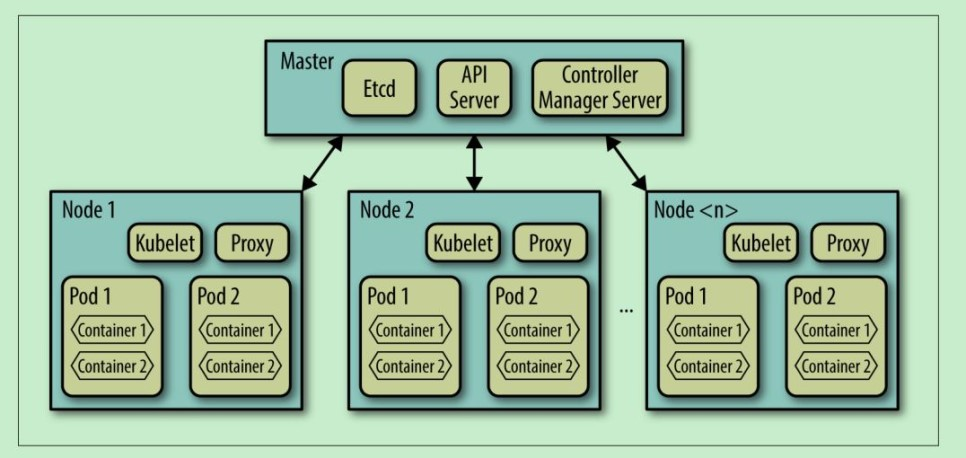 Master
Etcd
API
Server
Controller
Manager Server
Node 1
Kubelet
Proxy
Pod 1
Container 1
Container 2
Pod 2
Container 1
Container 2
Node 2
Kubelet
Proxy
Pod 1
Container 1
Container 2
Pod 2
Container 1
Container 2
...
Node <n>
Kubelet
Proxy
Pod 1
Container 1
Container 2
Pod 2
Container 1
Container 2